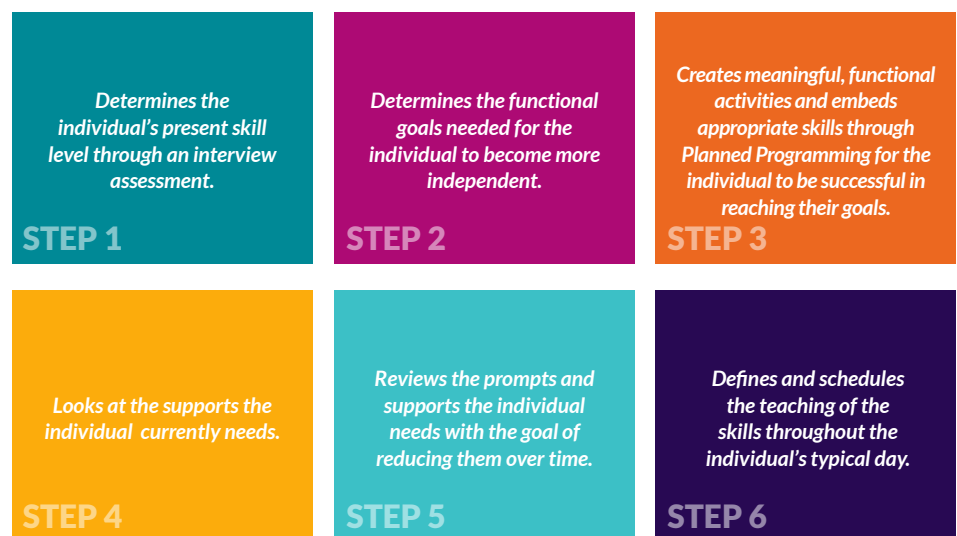 Determines the
individual's present skill
level through an interview
assessment.
STEP 1
Determines the functional
goals needed for the
individual to become more
independent.
STEP 2
Creates meaningful, functional
activities and embeds
appropriate skills through
Planned Programming for the
individual to be successful in
reaching their goals.
STEP 3
Looks at the supports the
individual  currently needs.
STEP 4
Reviews the prompts and
supports the individual
needs with the goal of
reducing them over time.
STEP 5
Defines and schedules
the teaching of the
skills throughout the
individual's typical day.
STEP 6